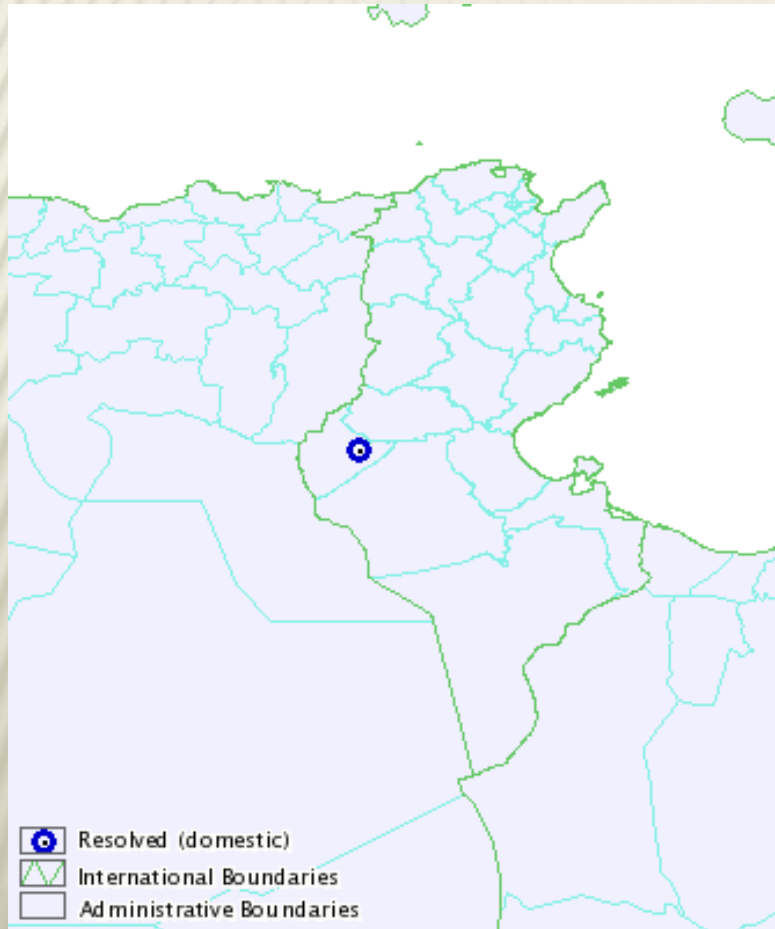 Resolved (domestic)
International Boundaries
Administrative Boundaries